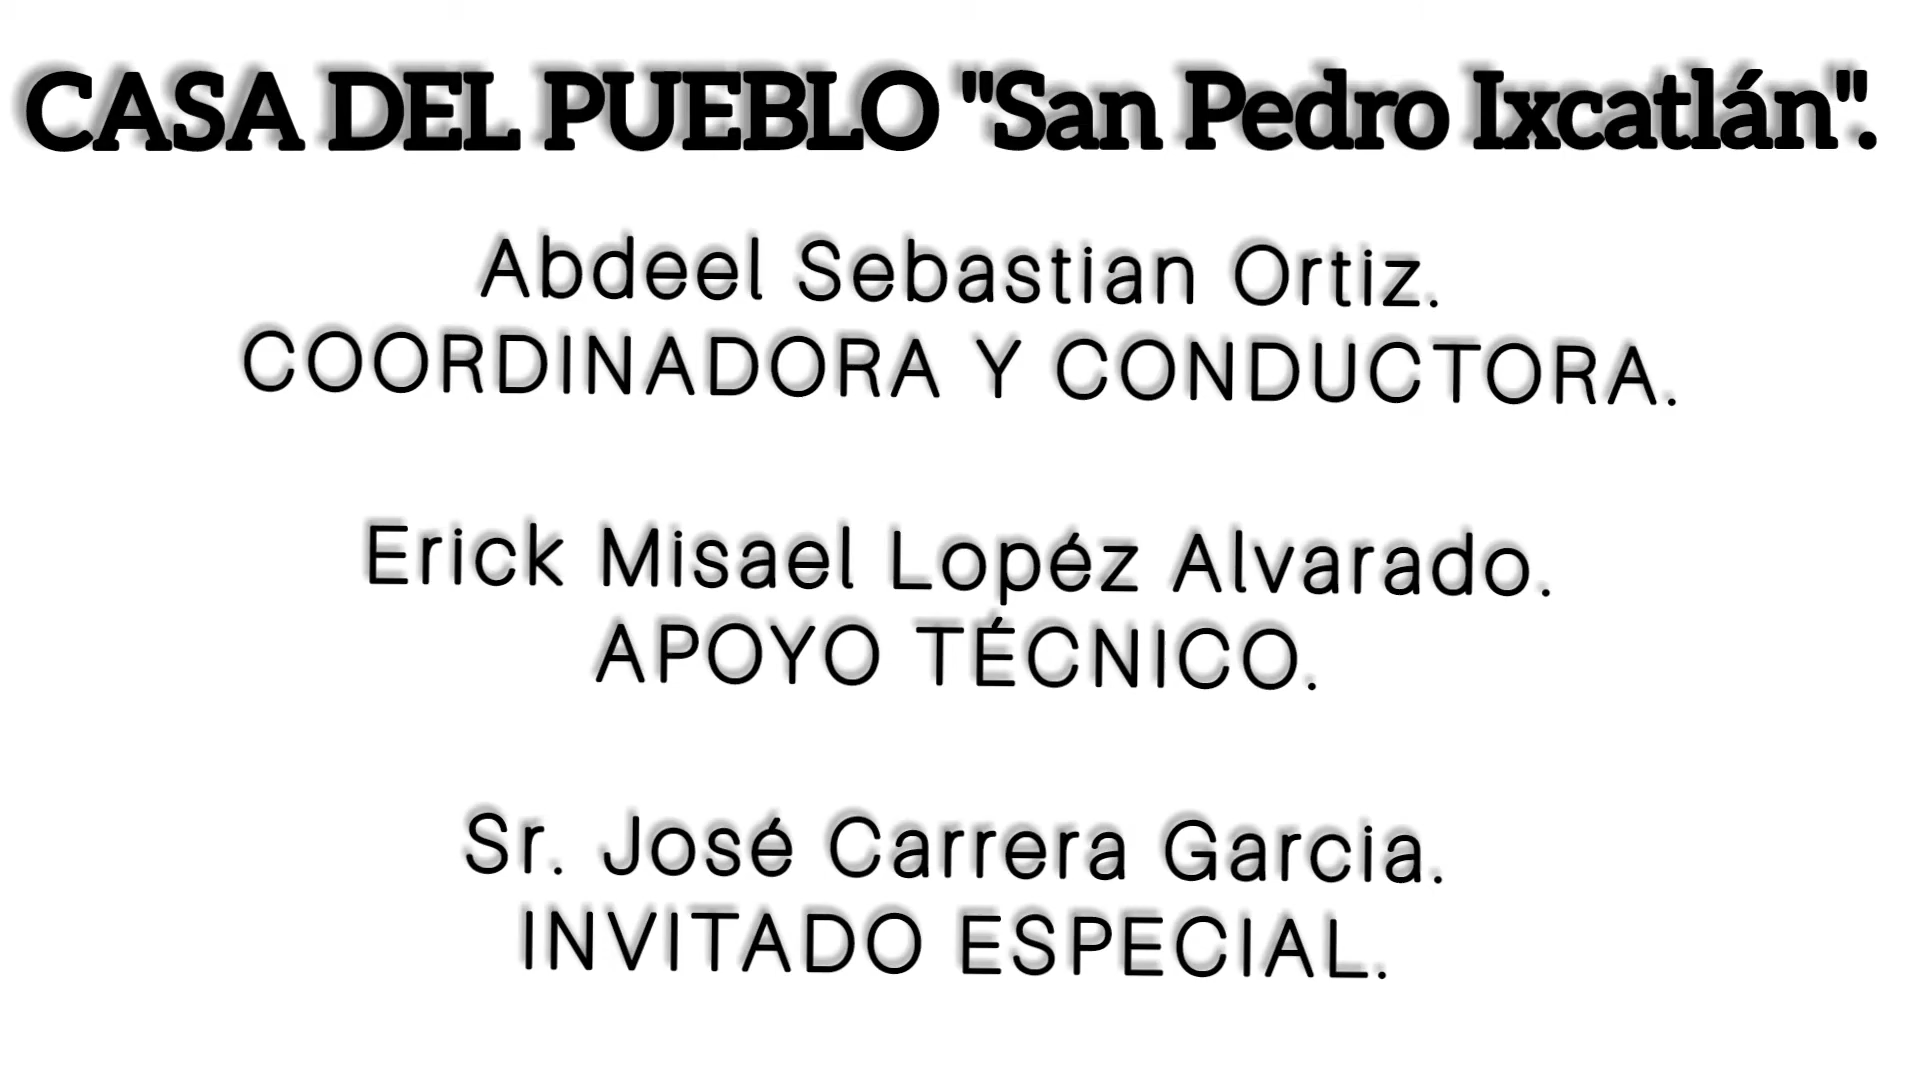 CASA DEL PUEBLO "San Pedro Ixcatlán".
Abdeel Sebastian Ortiz.
COORDINADORA Y CONDUCTORA.
Erick Misael Lopéz Alvarado.
APOYO TÉCNICO.
Sr. José Carrera Garcia.
INVITADO ESPECIAL.